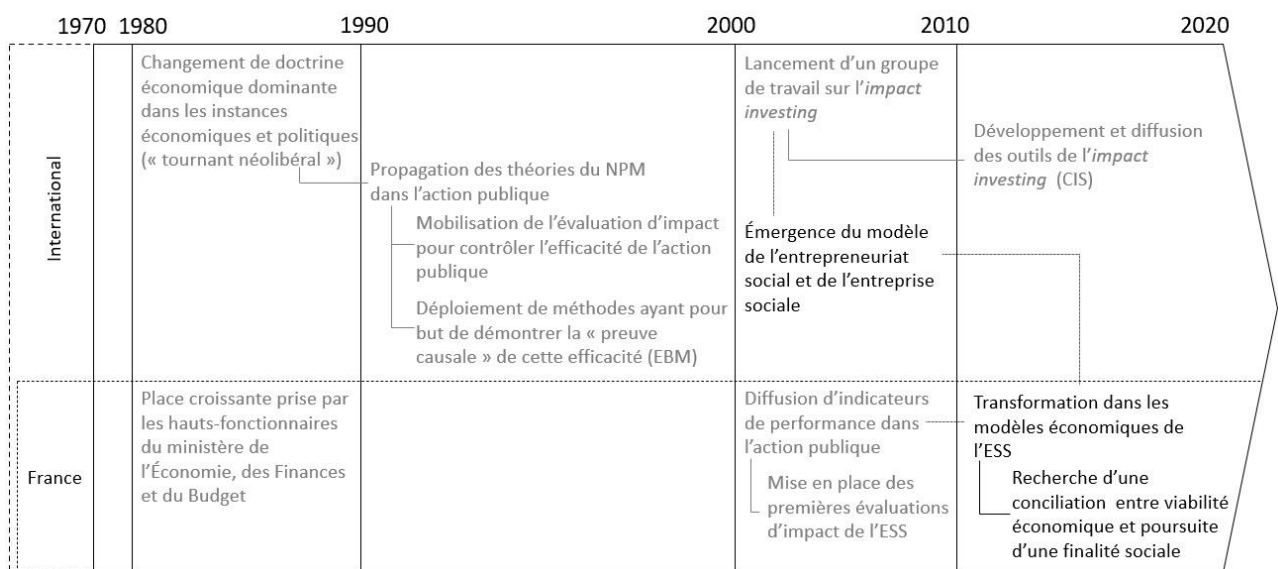 1970 1980 1990 2000 2010 2020
International
Changement de doctrine
économique dominante
dans les instances
économiques et politiques
(« tournant néolibéral »)
Propagation des théories du NPM
dans l’action publique
Mobilisation de l’évaluation d’impact
pour contrôler l’efficacité de l’action
publique
Déploiement de méthodes ayant pour
but de démontrer la « preuve
causale » de cette efficacité (EBM)
Lancement d’un groupe
de travail sur l’impact
investing
Émergence du modèle
de l’entrepreneuriat
social et de l’entreprise
sociale
Développement et diffusion
des outils de l’impact
investing (CIS)
France
Place croissante prise par
les hauts-fonctionnaires
du ministère de
l’Économie, des Finances
et du Budget
Diffusion d’indicateurs
de performance dans
l’action publique
Mise en place des
premières évaluations
d’impact de l’ESS
Transformation dans les
modèles économiques de
l’ESS
Recherche d’une
conciliation entre viabilité
économique et poursuite
d’une finalité sociale